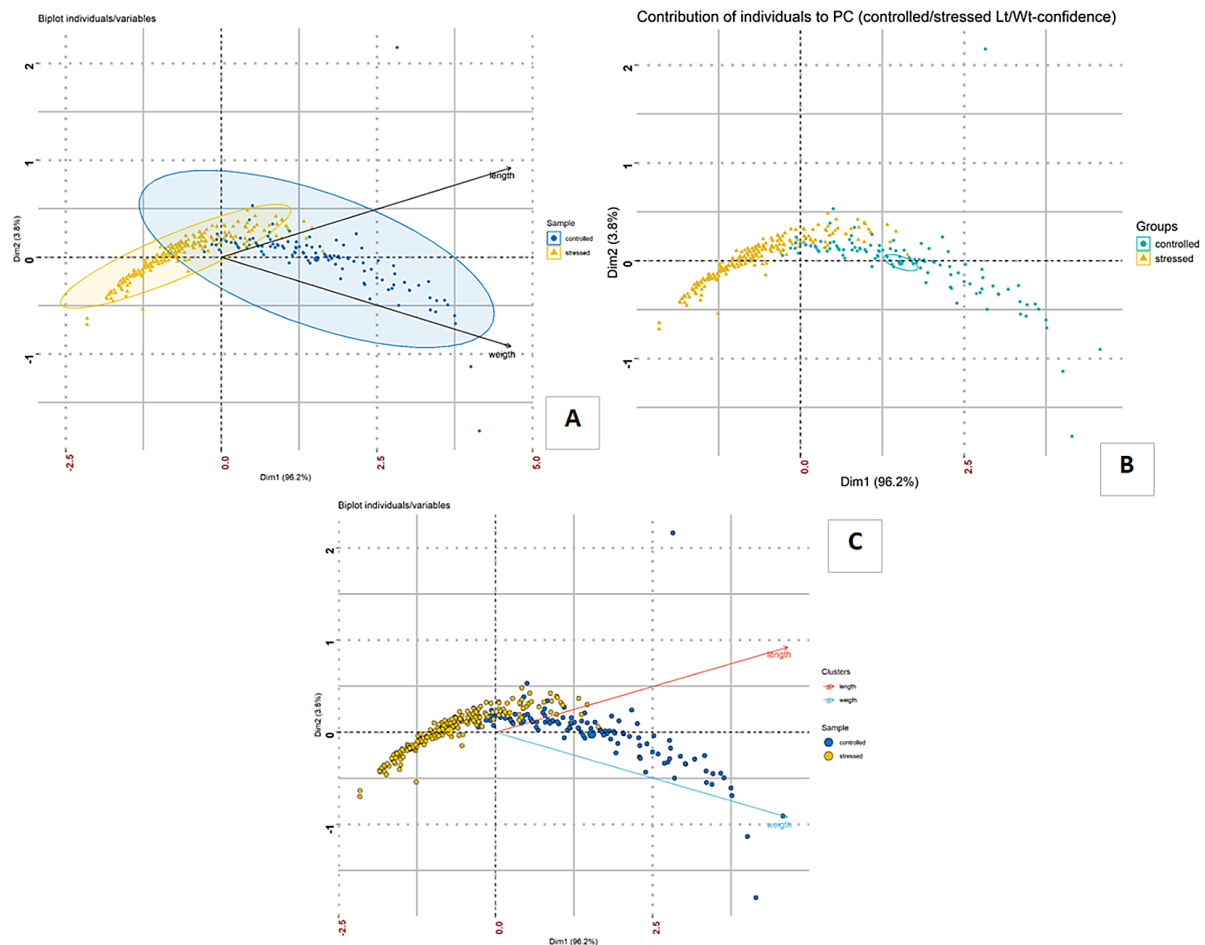 Biplot individuals/variables
2
1
0
-1
Dim2 (3.8%)
length
weigth
Sample
controlled
stressed
A
-2.5
0.0
2.5
5.0
Dim1 (96.2%)
Contribution of individuals to PC (controlled/stressed Lt/Wt-confidence)
2
1
0
-1
Dim2 (3.8%)
Groups
controlled
stressed
B
0.0
2.5
Dim1 (96.2%)
Biplot individuals/variables
2
1
0
-1
Dim2 (3.8%)
length
weigth
C
Clusters
length
weigth
Sample
controlled
stressed
-2.5
0.0
2.5
Dim1 (96.2%)